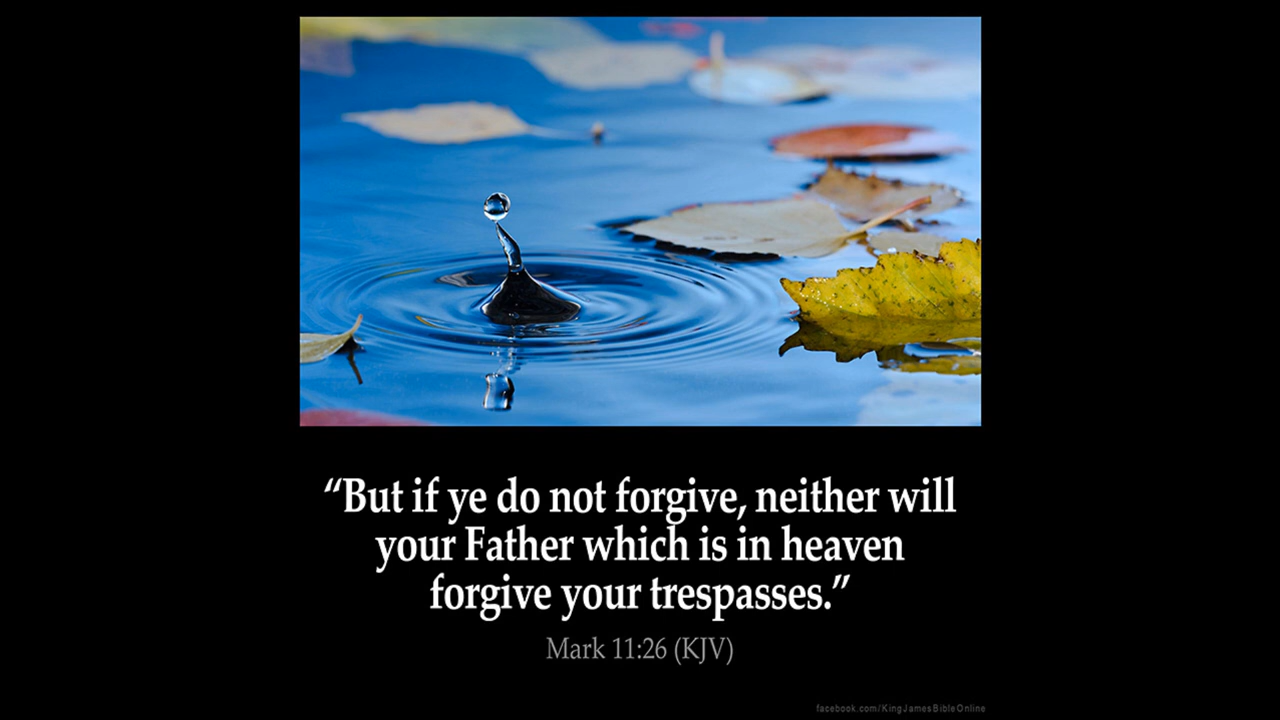 “But if ye do not forgive, neither will
your Father which is in heaven
forgive your trespasses.”
Mark 11:26 (KJV)
facebook.com/KingJamesBibleOnline